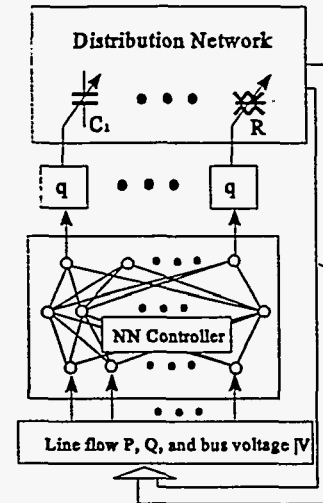 Distribution Network
C1
R
q
q
NN Controller
Line flow P, Q, and bus voltage |V